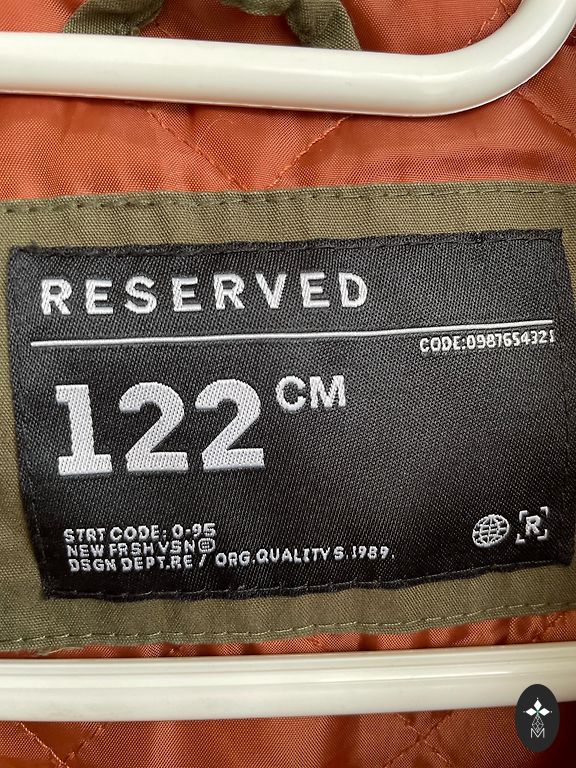 RESERVED
CODE:0987654321
122 CM
STRT CODE: 0-95
NEW FRSH VSN
DSGN DEPT.RE / ORG.QUALITY S.1989.
[R]
M